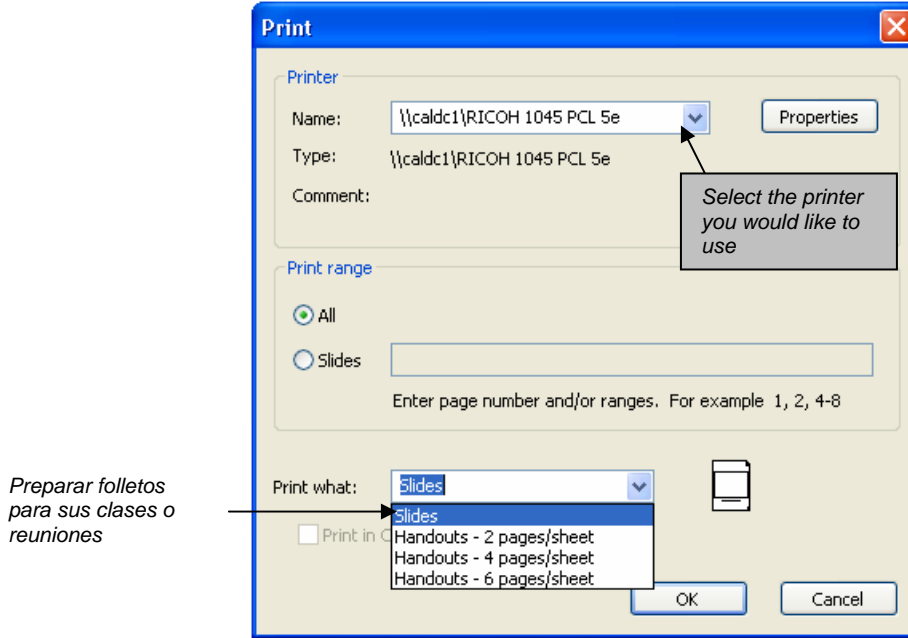 Print
Printer
Name:
\\caldc1\RICOH 1045 PCL 5e
Properties
Type:
\\caldc1\RICOH 1045 PCL 5e
Comment:
Select the printer
you would like to
use
Print range
All
Slides
Enter page number and/or ranges. For example 1, 2, 4-8
Preparar folletos
para sus clases o
reuniones
Print what:
Slides
Slides
Print in
Handouts - 2 pages/sheet
Handouts - 4 pages/sheet
Handouts - 6 pages/sheet
OK
Cancel